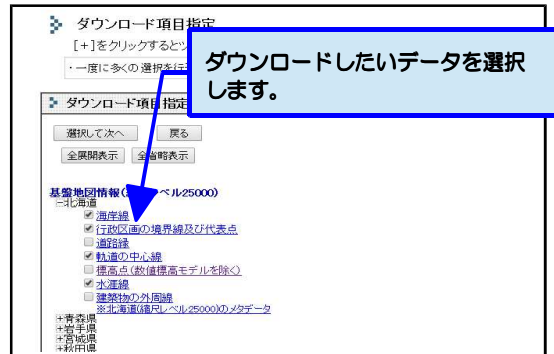 ダウンロード項目指定
[+]をクリックするとツ
・一度に多くの選択を行
ダウンロードしたいデータを選択
します。
ダウンロード項目指定
選択して次へ 戻る
全展開表示 全省略表示
基盤地図情報(ベル25000)
北海道
海岸線
行政区画の境界線及び代表点
道路縁
軌道の中心線
標高点(数値標高モデルを除く)
水涯線
建築物の外周線
※北海道(縮尺レベル25000)のメタデータ
青森県
岩手県
宮城県
秋田県